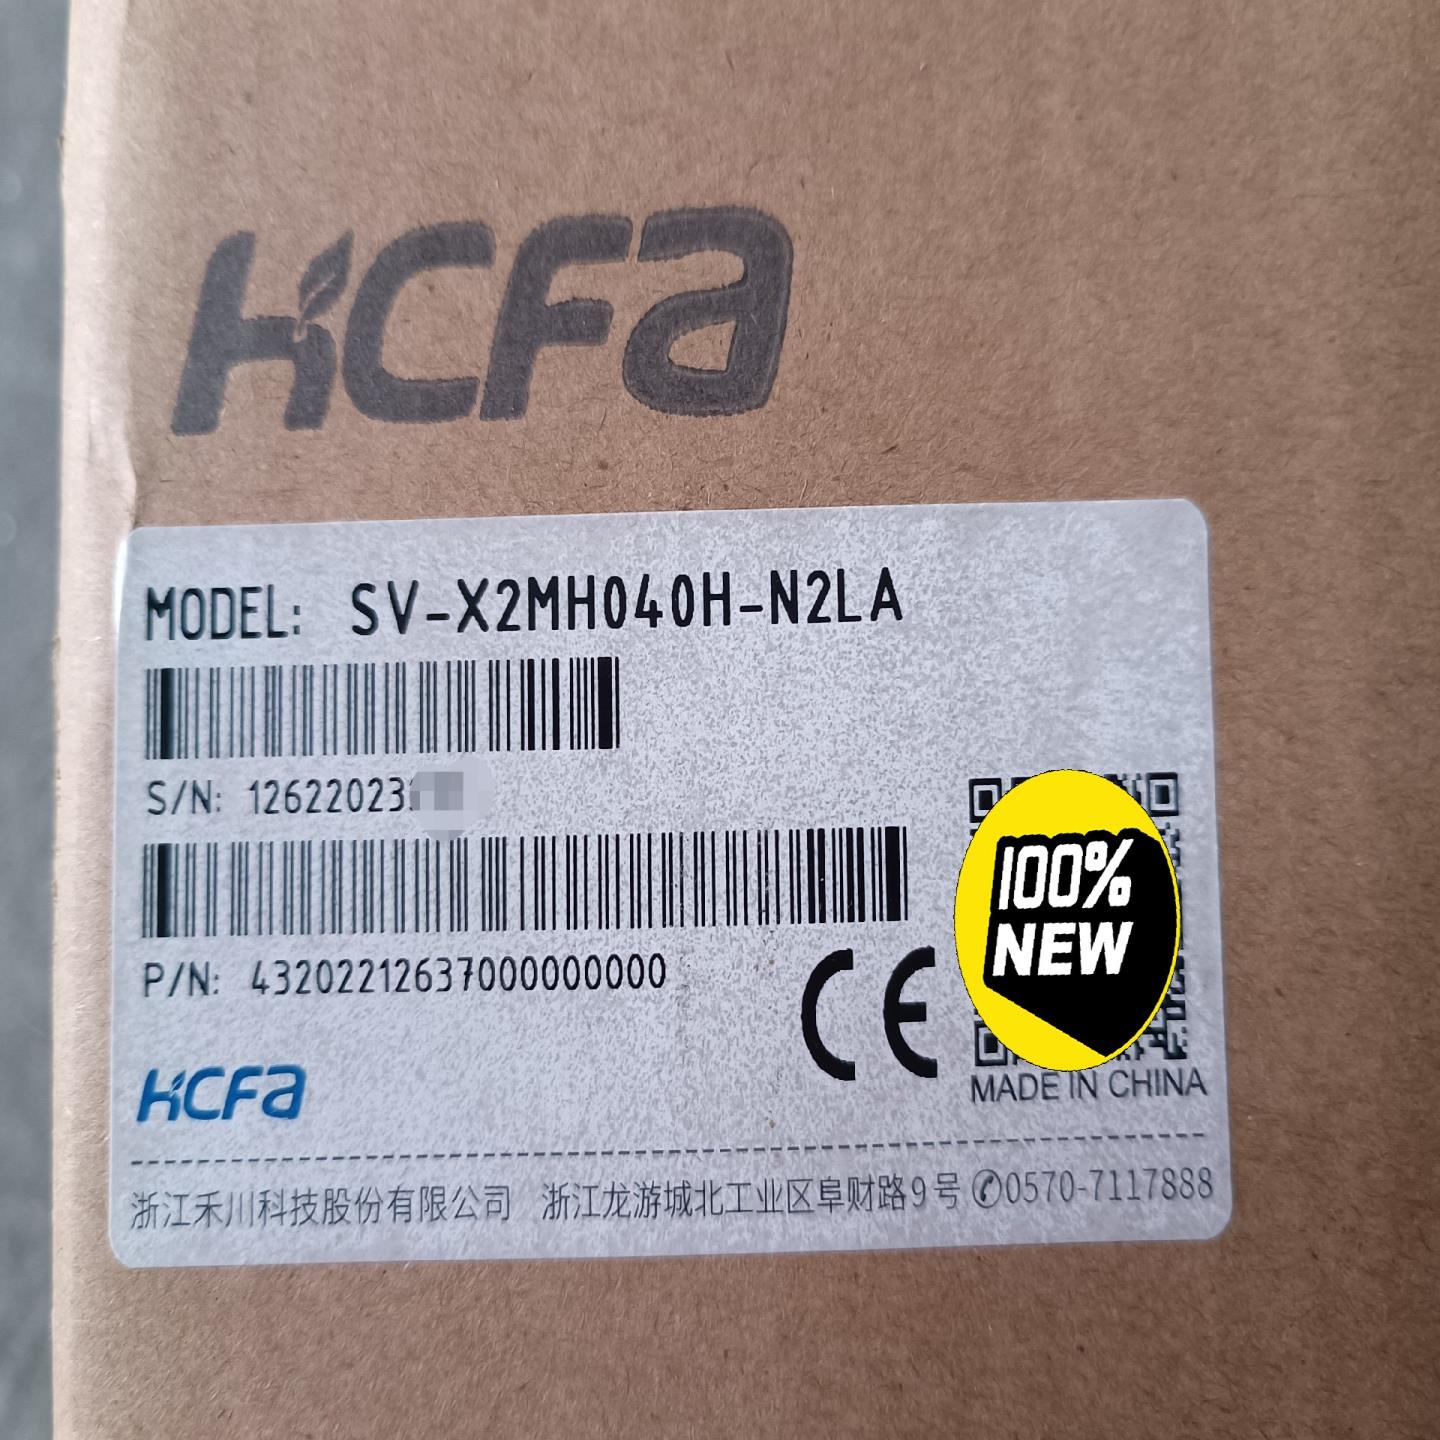 HCFA
MODEL: SV-X2MH040H-N2LA
S/N: 12622023
P/N: 43202212637000000000
CE
100%
NEW
MADE IN CHINA
HCFA
浙江禾川科技股份有限公司 浙江龙游城北工业区阜财路9号 ✆0570-7117888